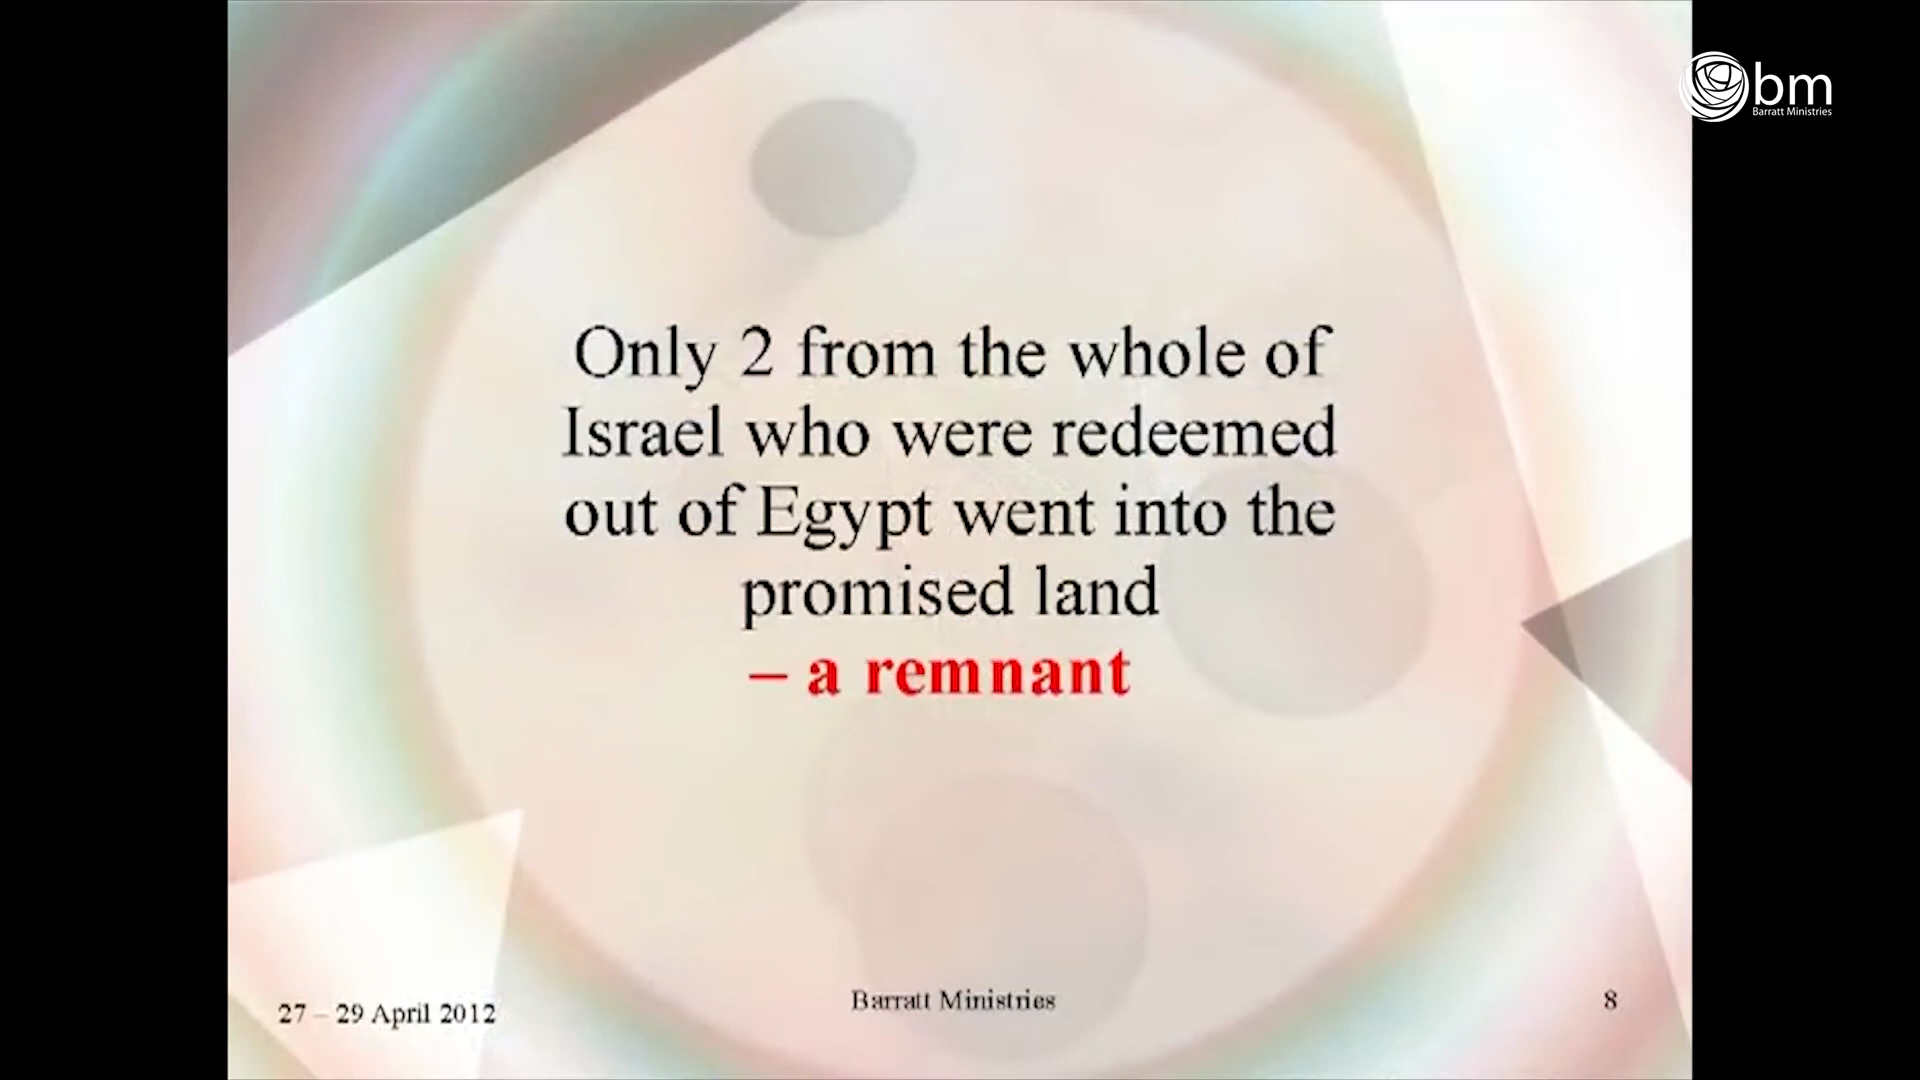 bm
Barratt Ministries
Only 2 from the whole of
Israel who were redeemed
out of Egypt went into the
promised land
– a remnant
27 – 29 April 2012
Barratt Ministries
8